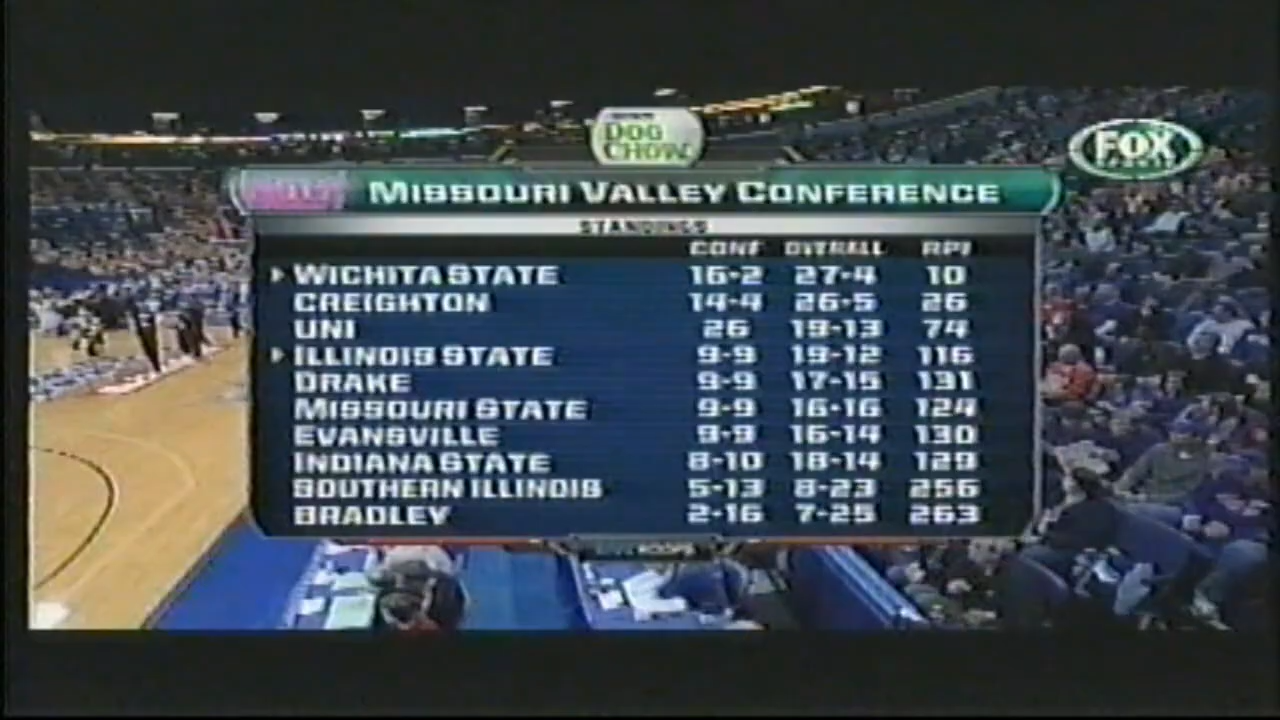 DOG
CHOW
FOX
MISSOURI VALLEY CONFERENCE
STANDINGS
CONF OVERALL RPI
WICHITA STATE 16-2 27-4 10
CREIGHTON 14-4 26-5 26
UNI 26 19-13 74
ILLINOIS STATE 9-9 19-12 116
DRAKE 9-9 17-15 131
MISSOURI STATE 9-9 16-16 124
EVANSVILLE 9-9 16-14 130
INDIANA STATE 8-10 18-14 129
SOUTHERN ILLINOIS 5-13 8-23 256
BRADLEY 2-16 7-25 263